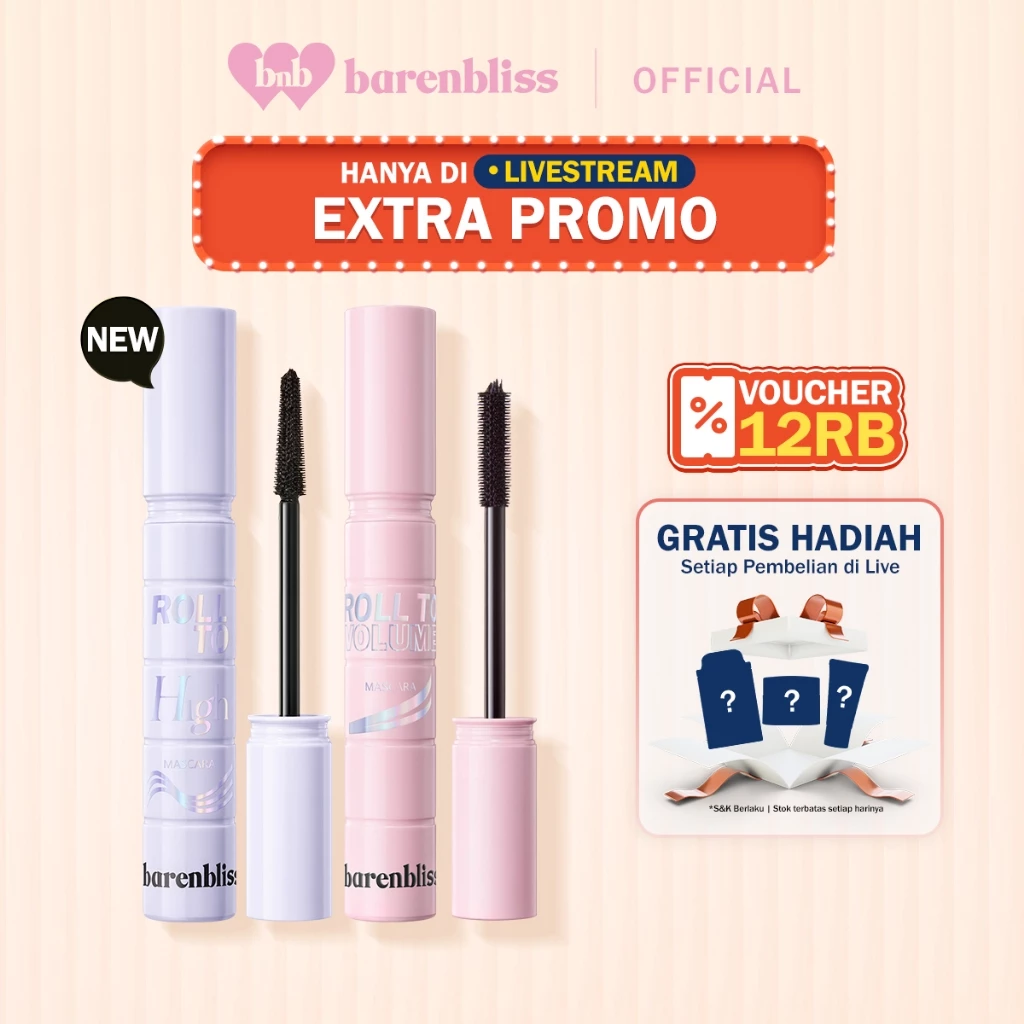 bnb barenbliss OFFICIAL
HANYA DI • LIVESTREAM
EXTRA PROMO
NEW
% VOUCHER
12RB
GRATIS HADIAH
Setiap Pembelian di Live
? ? ?
*S&K Berlaku | Stok terbatas setiap harinya
ROLL
TO
High
MASCARA
barenbliss
ROLL TO
VOLUME
MASCARA
barenbliss